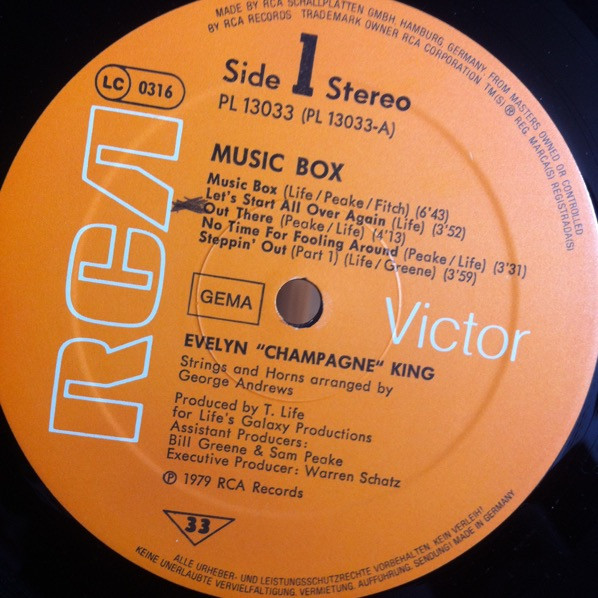 MADE BY RCA SCHALLPLATTEN GMBH, HAMBURG, GERMANY, FROM MASTERS OWNED OR CONTROLLED
BY RCA RECORDS TRADEMARK OWNER RCA CORPORATION TM(S) ® REG. MARCA(S) REGISTRADA(S)
LC 0316
Side 1 Stereo
PL 13033 (PL 13033-A)
MUSIC BOX
Music Box (Life/Peake/Fitch) (6'43)
Let's Start All Over Again (Life) (3'52)
Out There (Peake/Life) (4'13)
No Time For Fooling Around (Peake/Life) (3'31)
Steppin' Out (Part 1) (Life/Greene) (3'59)
RCA
GEMA
Victor
EVELYN "CHAMPAGNE" KING
Strings and Horns arranged by
George Andrews
Produced by T. Life
for Life's Galaxy Productions
Assistant Producers:
Bill Greene & Sam Peake
Executive Producer: Warren Schatz
℗ 1979 RCA Records
33
ALLE URHEBER- UND LEISTUNGSSCHUTZRECHTE VORBEHALTEN. KEIN VERLEIH!
KEINE UNERLAUBTE VERVIELFÄLTIGUNG, VERMIETUNG, AUFFÜHRUNG, SENDUNG! MADE IN GERMANY